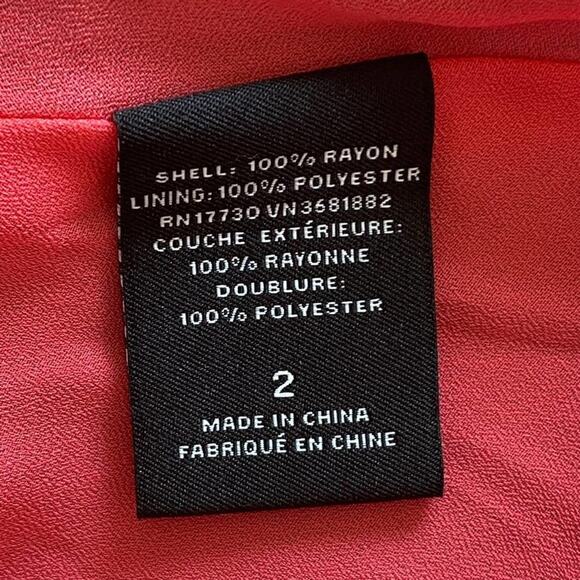 SHELL: 100% RAYON
LINING: 100% POLYESTER
RN17730 VN3681882
COUCHE EXTÉRIEURE:
100% RAYONNE
DOUBLURE:
100% POLYESTER
2
MADE IN CHINA
FABRIQUÉ EN CHINE